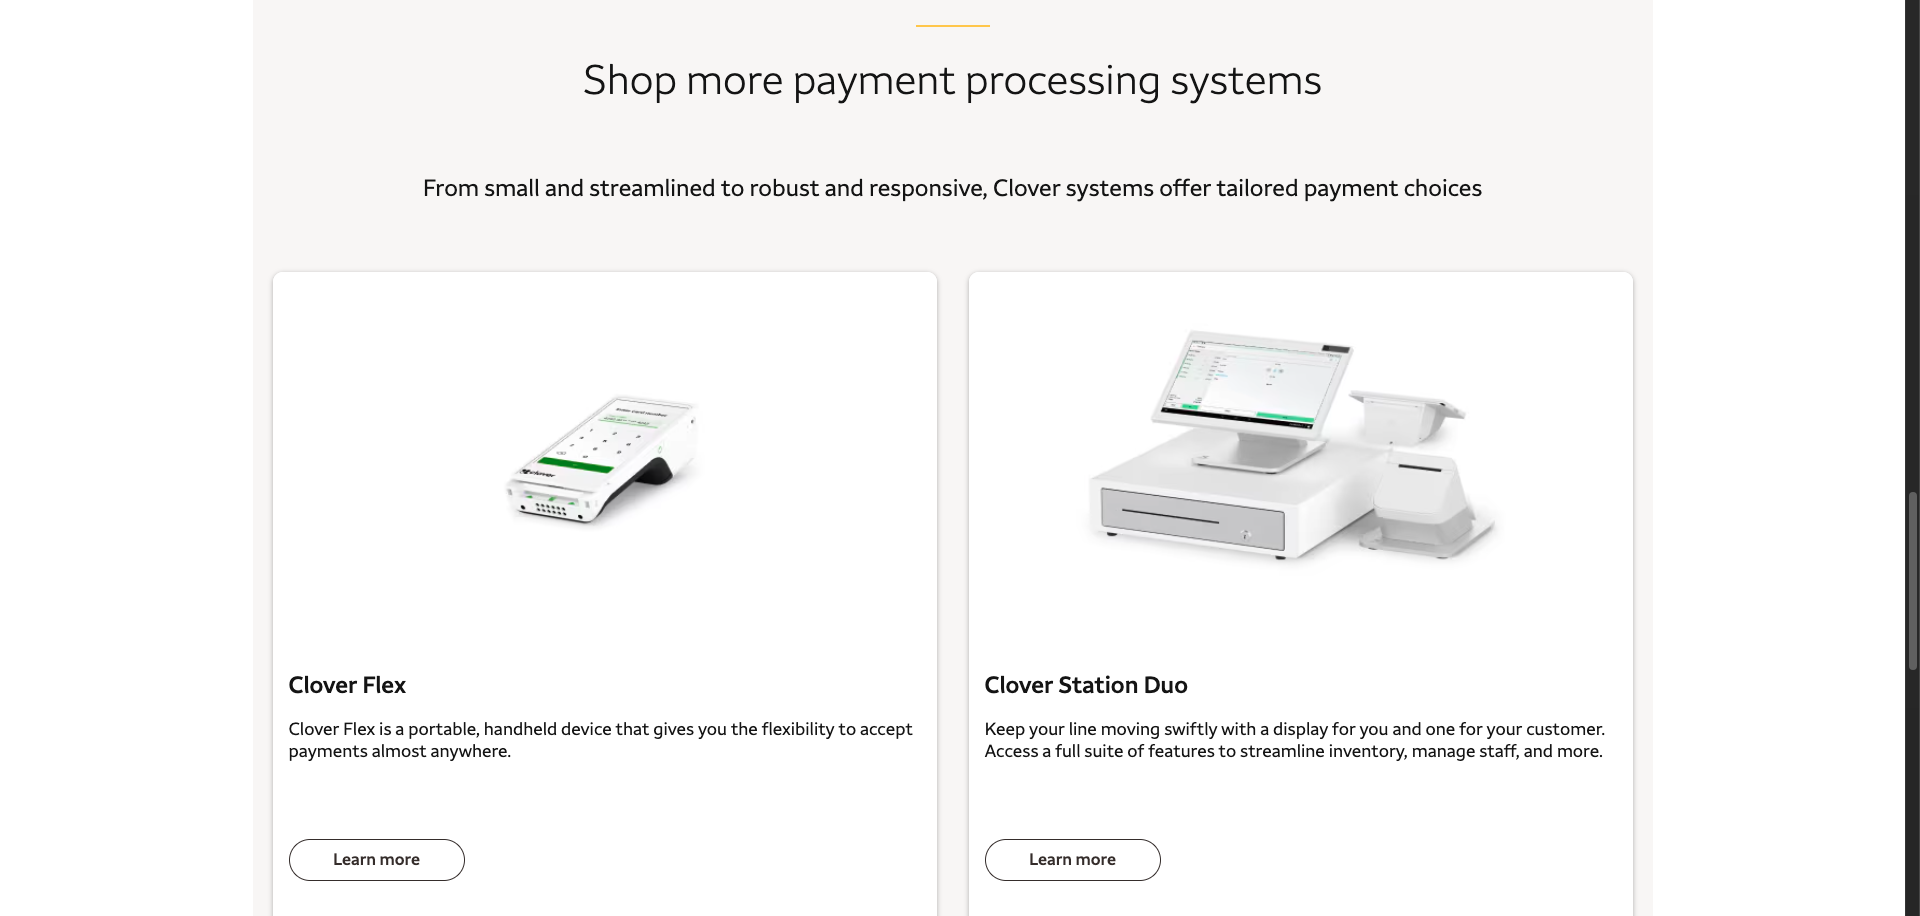 Shop more payment processing systems
From small and streamlined to robust and responsive, Clover systems offer tailored payment choices
clover
Clover Flex
Clover Flex is a portable, handheld device that gives you the flexibility to accept
payments almost anywhere.
Learn more
Clover Station Duo
Keep your line moving swiftly with a display for you and one for your customer.
Access a full suite of features to streamline inventory, manage staff, and more.
Learn more